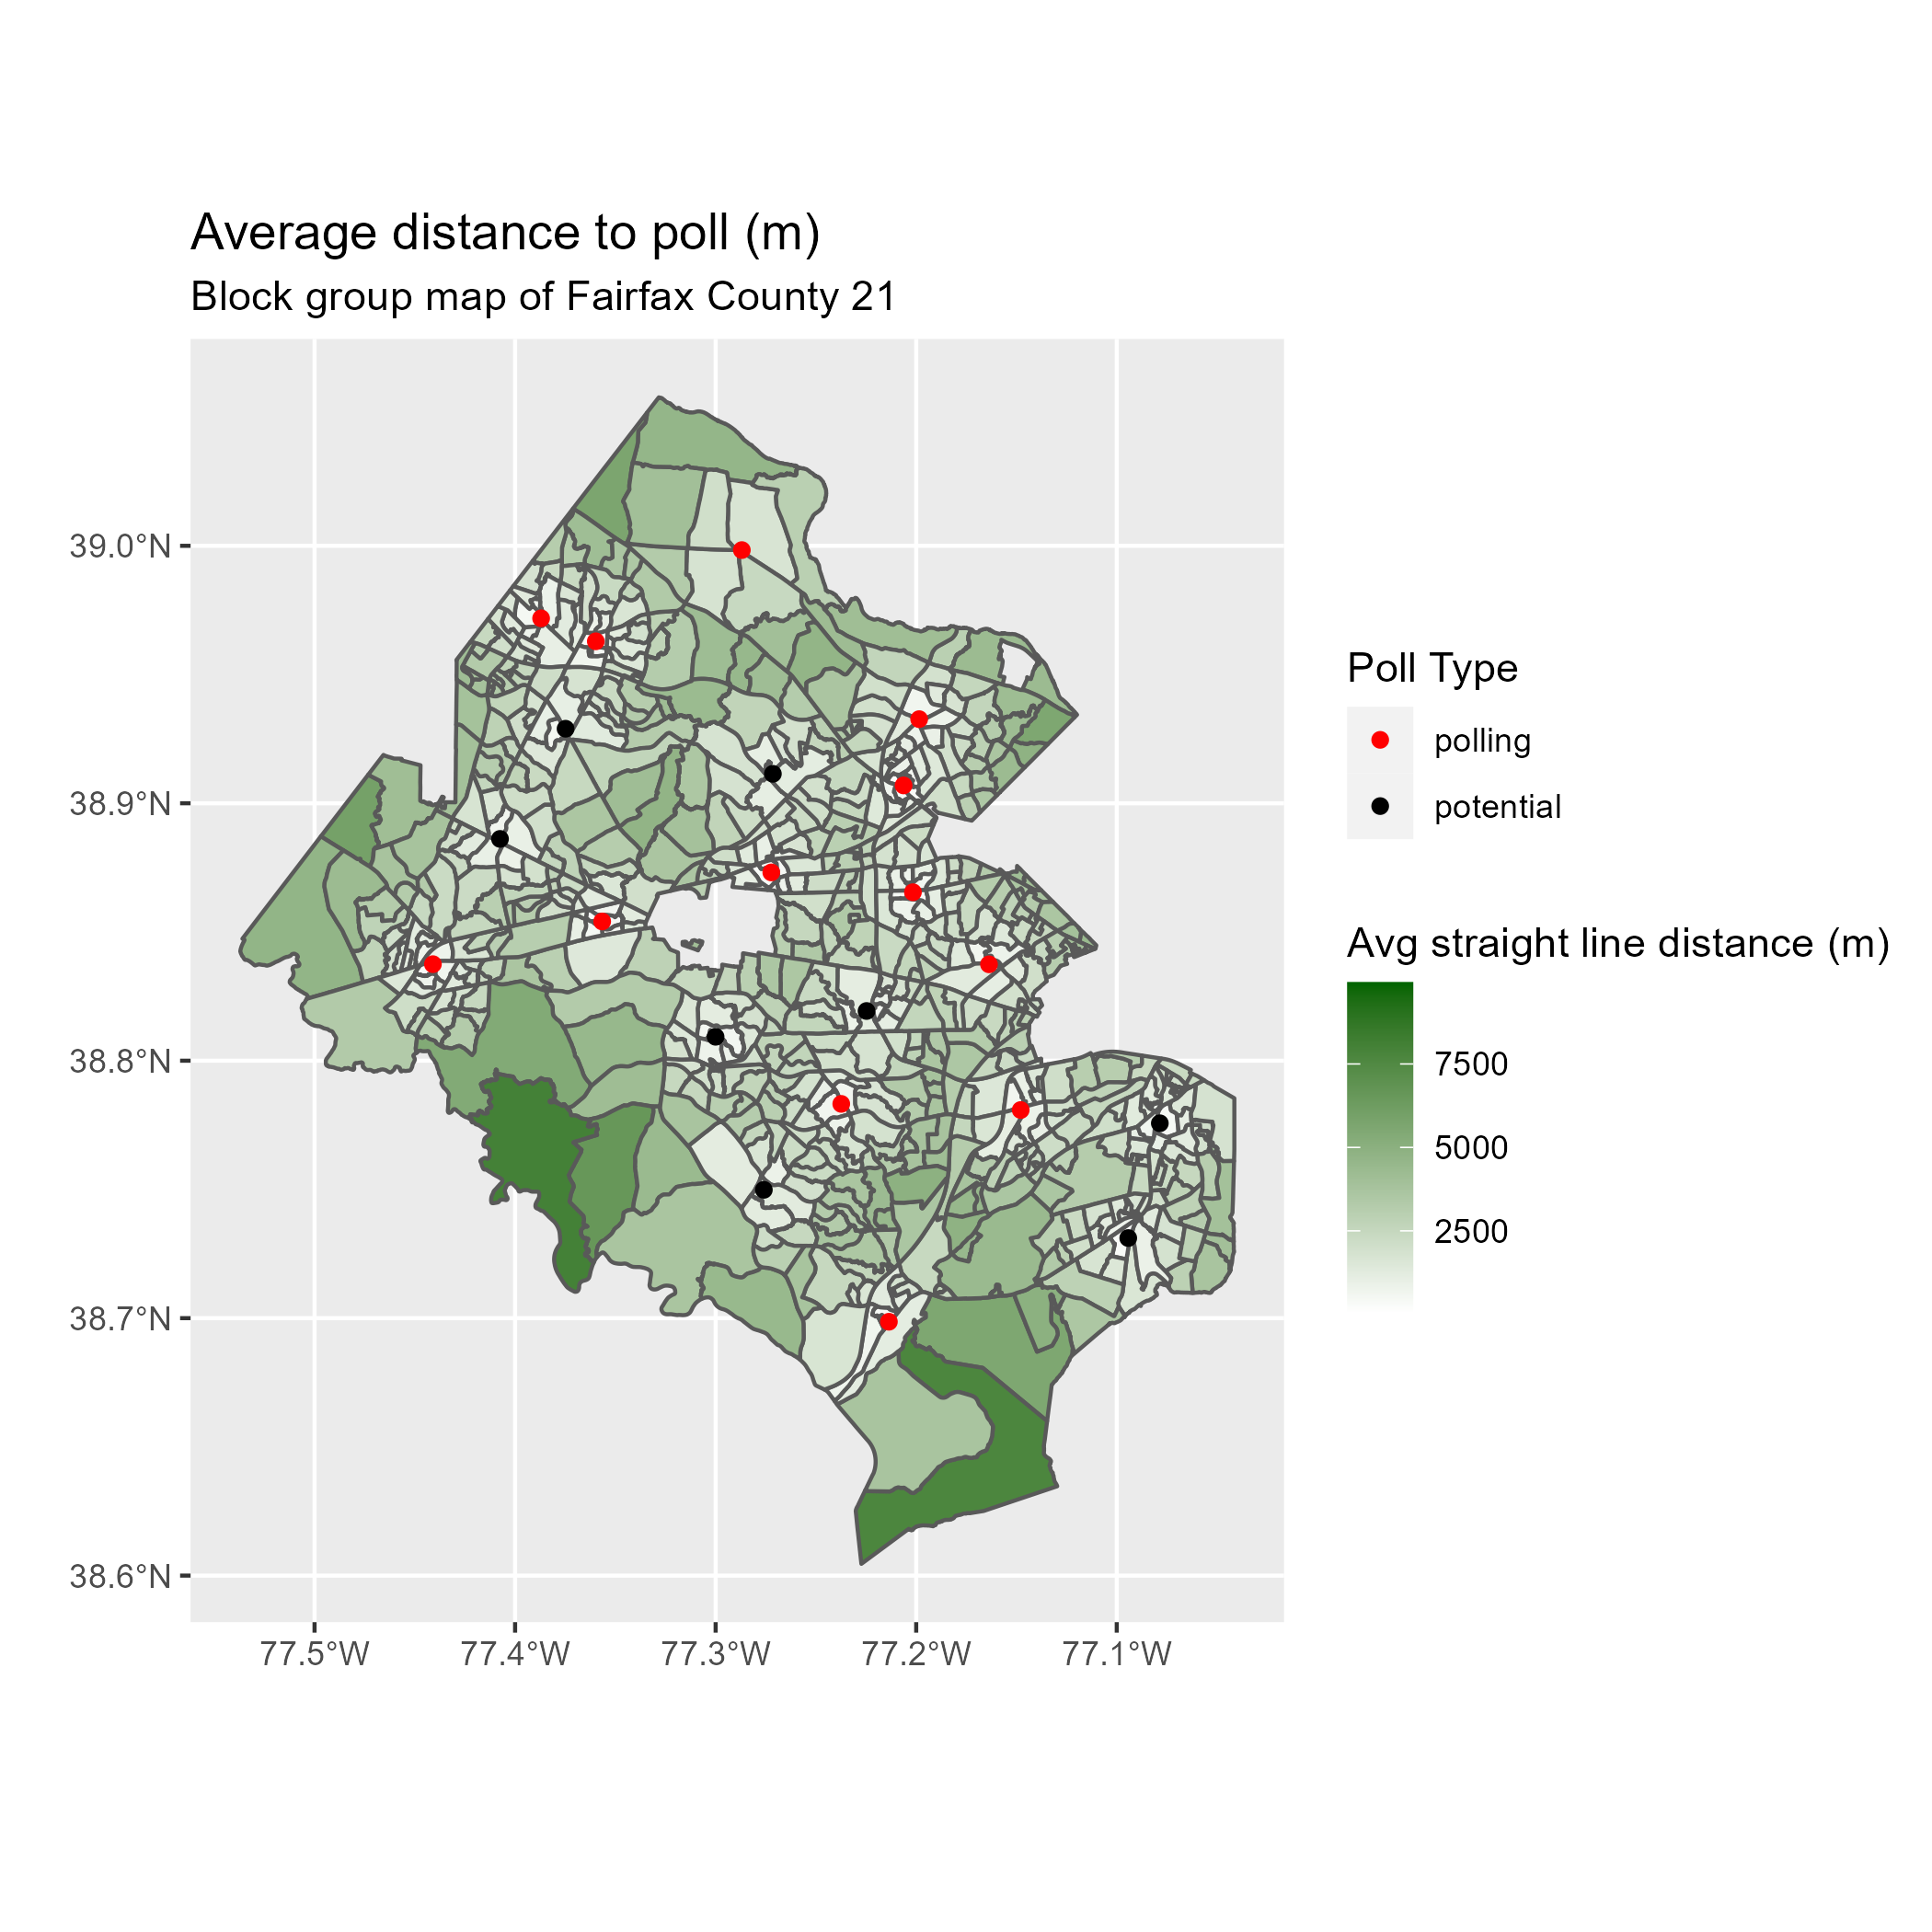 Average distance to poll (m)
Block group map of Fairfax County 21
39.0°N
38.9°N
38.8°N
38.7°N
38.6°N
77.5°W
77.4°W
77.3°W
77.2°W
77.1°W
Poll Type
polling
potential
Avg straight line distance (m)
7500
5000
2500